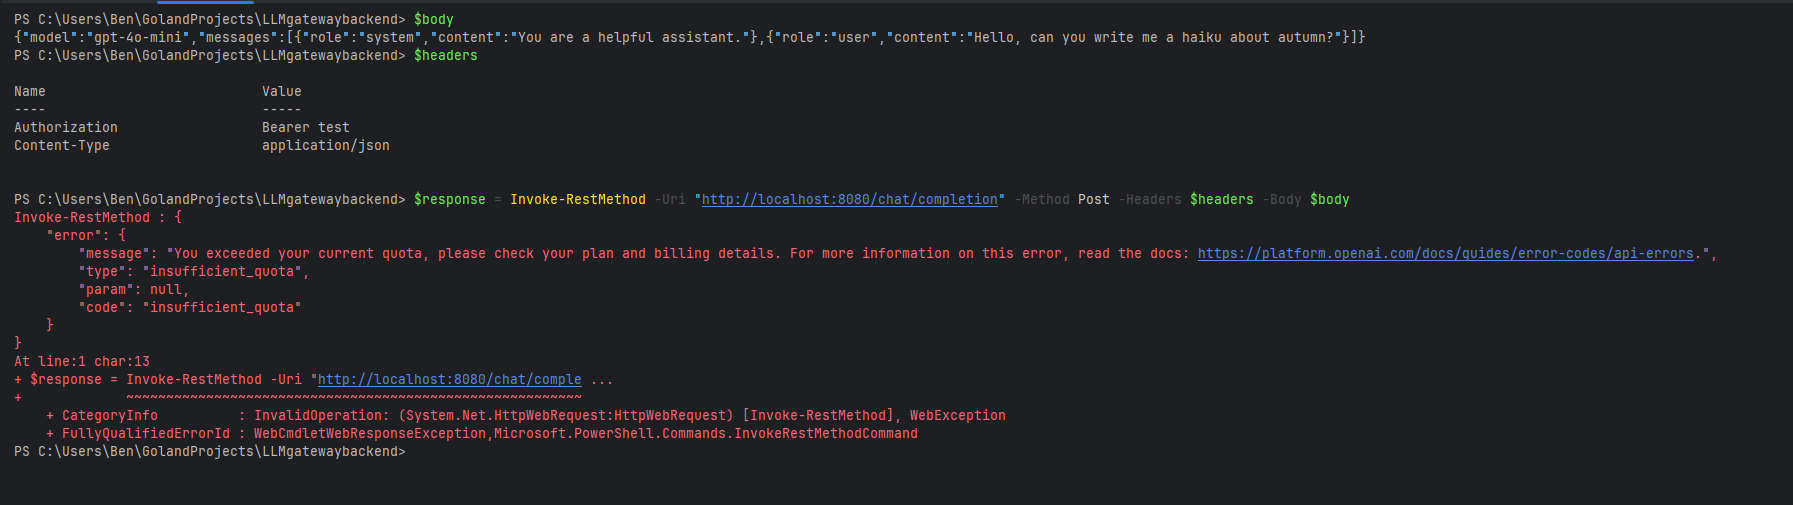 PS C:\Users\Ben\GolandProjects\LLMgatewaybackend> $body
{"model":"gpt-4o-mini","messages":[{"role":"system","content":"You are a helpful assistant."},{"role":"user","content":"Hello, can you write me a haiku about autumn?"}]}
PS C:\Users\Ben\GolandProjects\LLMgatewaybackend> $headers
Name                           Value
----                           -----
Authorization                  Bearer test
Content-Type                   application/json
PS C:\Users\Ben\GolandProjects\LLMgatewaybackend> $response = Invoke-RestMethod -Uri "http://localhost:8080/chat/completion" -Method Post -Headers $headers -Body $body
Invoke-RestMethod : {
    "error": {
        "message": "You exceeded your current quota, please check your plan and billing details. For more information on this error, read the docs: https://platform.openai.com/docs/guides/error-codes/api-errors.",
        "type": "insufficient_quota",
        "param": null,
        "code": "insufficient_quota"
    }
}
At line:1 char:13
+ $response = Invoke-RestMethod -Uri "http://localhost:8080/chat/comple ...
+             ~~~~~~~~~~~~~~~~~~~~~~~~~~~~~~~~~~~~~~~~~~~~~~~~~~~~~~~~~
    + CategoryInfo          : InvalidOperation: (System.Net.HttpWebRequest:HttpWebRequest) [Invoke-RestMethod], WebException
    + FullyQualifiedErrorId : WebCmdletWebResponseException,Microsoft.PowerShell.Commands.InvokeRestMethodCommand
PS C:\Users\Ben\GolandProjects\LLMgatewaybackend>